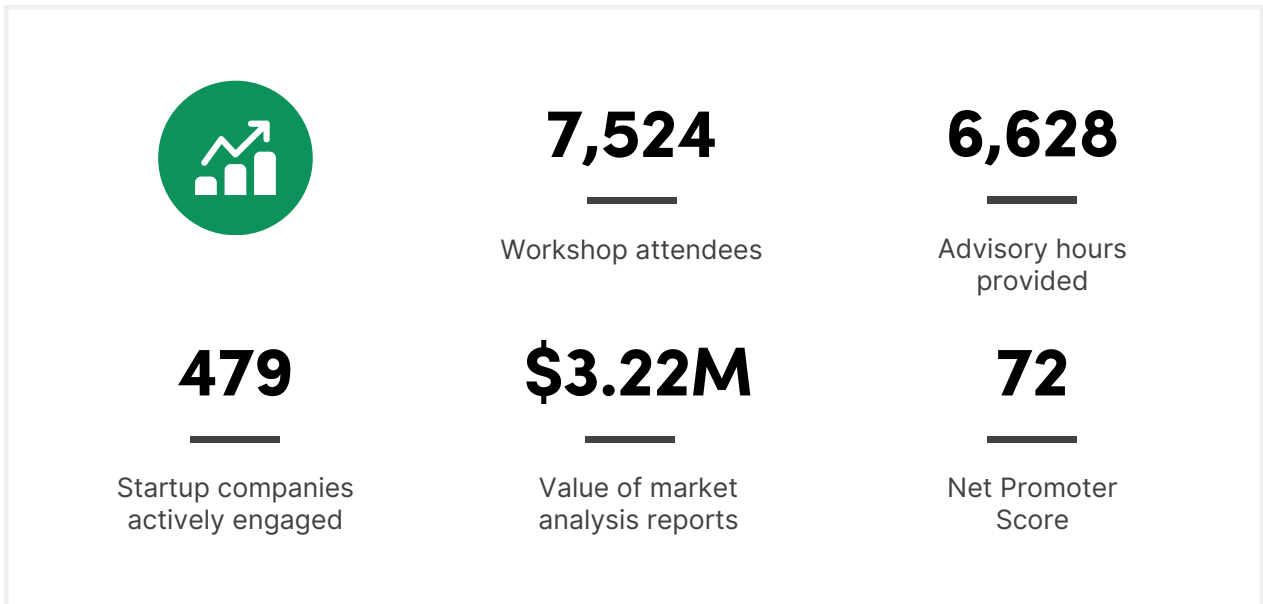 7,524
Workshop attendees
6,628
Advisory hours
provided
479
Startup companies
actively engaged
$3.22M
Value of market
analysis reports
72
Net Promoter
Score